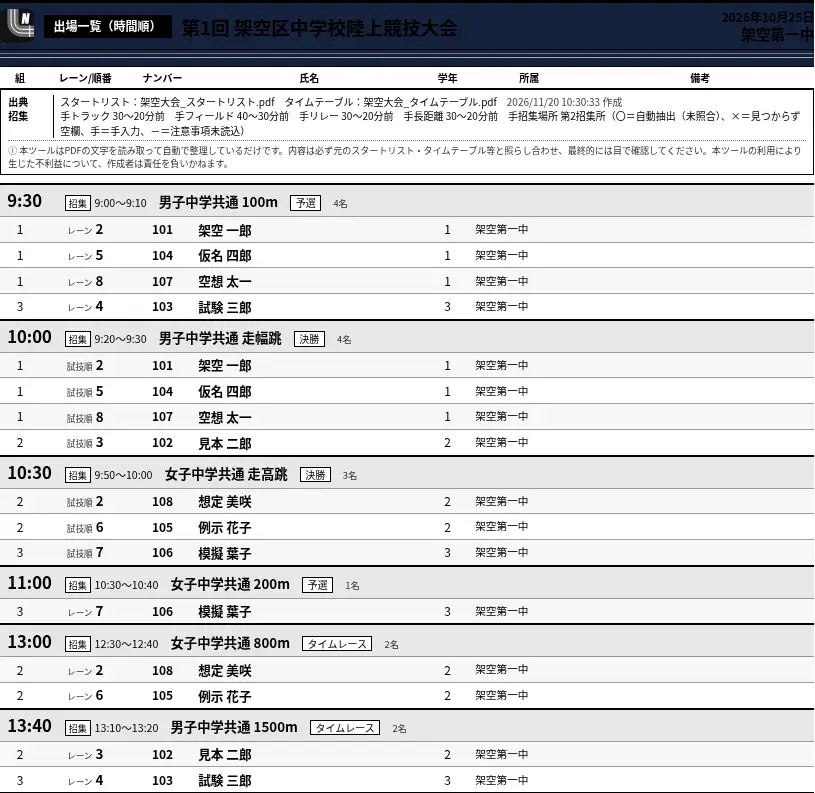 N 出場一覧（時間順） 第1回 架空区中学校陸上競技大会 2026年10月25日
架空第一中
組 レーン/順番 ナンバー 氏名 学年 所属 備考
出典 スタートリスト：架空大会_スタートリスト.pdf タイムテーブル：架空大会_タイムテーブル.pdf 2026/11/20 10:30:33 作成
招集 手トラック 30〜20分前 手フィールド 40〜30分前 手リレー 30〜20分前 手長距離 30〜20分前 手招集場所 第2招集所（〇＝自動抽出（未照合）、×＝見つからず
空欄、手＝手入力、－＝注意事項未読込）
ⓘ 本ツールはPDFの文字を読み取って自動で整理しているだけです。内容は必ず元のスタートリスト・タイムテーブル等と照らし合わせ、最終的には目で確認してください。本ツールの利用により
生じた不利益について、作成者は責任を負いかねます。
9:30 招集 9:00〜9:10 男子中学共通 100m 予選 4名
1 レーン 2 101 架空 一郎 1 架空第一中
1 レーン 5 104 仮名 四郎 1 架空第一中
1 レーン 8 107 空想 太一 1 架空第一中
3 レーン 4 103 試験 三郎 3 架空第一中
10:00 招集 9:20〜9:30 男子中学共通 走幅跳 決勝 4名
1 試技順 2 101 架空 一郎 1 架空第一中
1 試技順 5 104 仮名 四郎 1 架空第一中
1 試技順 8 107 空想 太一 1 架空第一中
2 試技順 3 102 見本 二郎 2 架空第一中
10:30 招集 9:50〜10:00 女子中学共通 走高跳 決勝 3名
2 試技順 2 108 想定 美咲 2 架空第一中
2 試技順 6 105 例示 花子 2 架空第一中
3 試技順 7 106 模擬 葉子 3 架空第一中
11:00 招集 10:30〜10:40 女子中学共通 200m 予選 1名
3 レーン 7 106 模擬 葉子 3 架空第一中
13:00 招集 12:30〜12:40 女子中学共通 800m タイムレース 2名
2 レーン 2 108 想定 美咲 2 架空第一中
2 レーン 6 105 例示 花子 2 架空第一中
13:40 招集 13:10〜13:20 男子中学共通 1500m タイムレース 2名
2 レーン 3 102 見本 二郎 2 架空第一中
3 レーン 4 103 試験 三郎 3 架空第一中